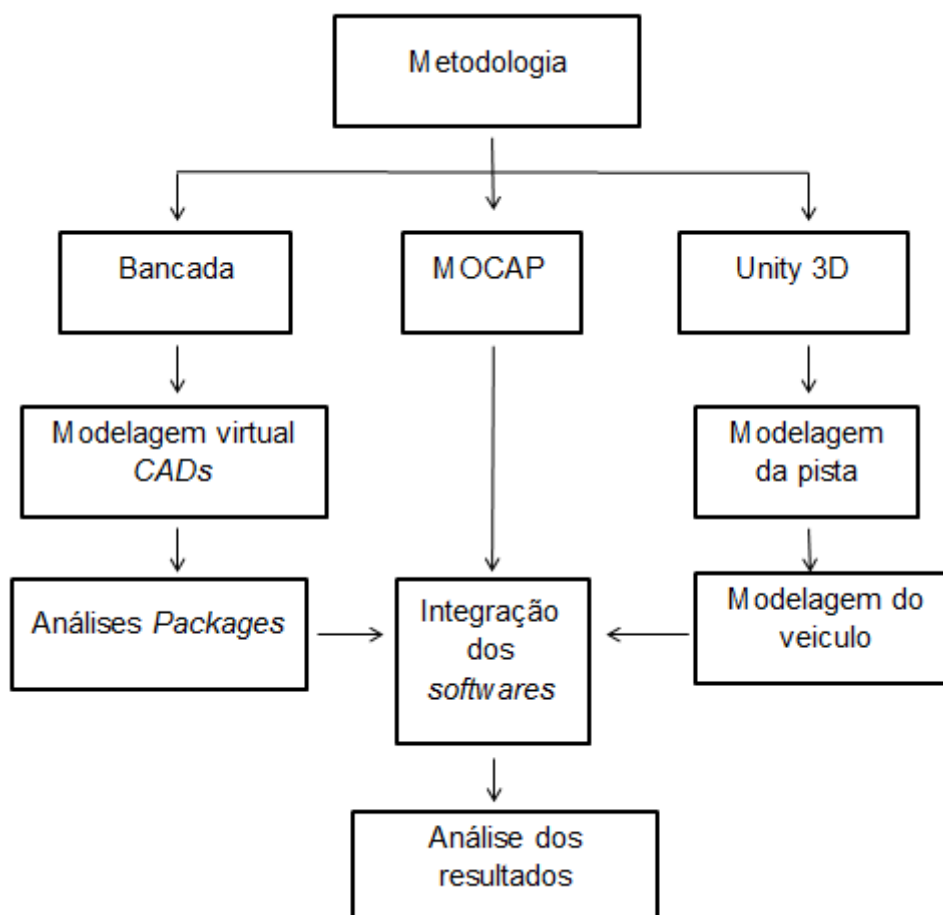 Metodologia
Bancada
MOCAP
Unity 3D
Modelagem virtual
CADs
Modelagem
da pista
Análises Packages
Integração
dos
softwares
Modelagem do
veiculo
Análise dos
resultados